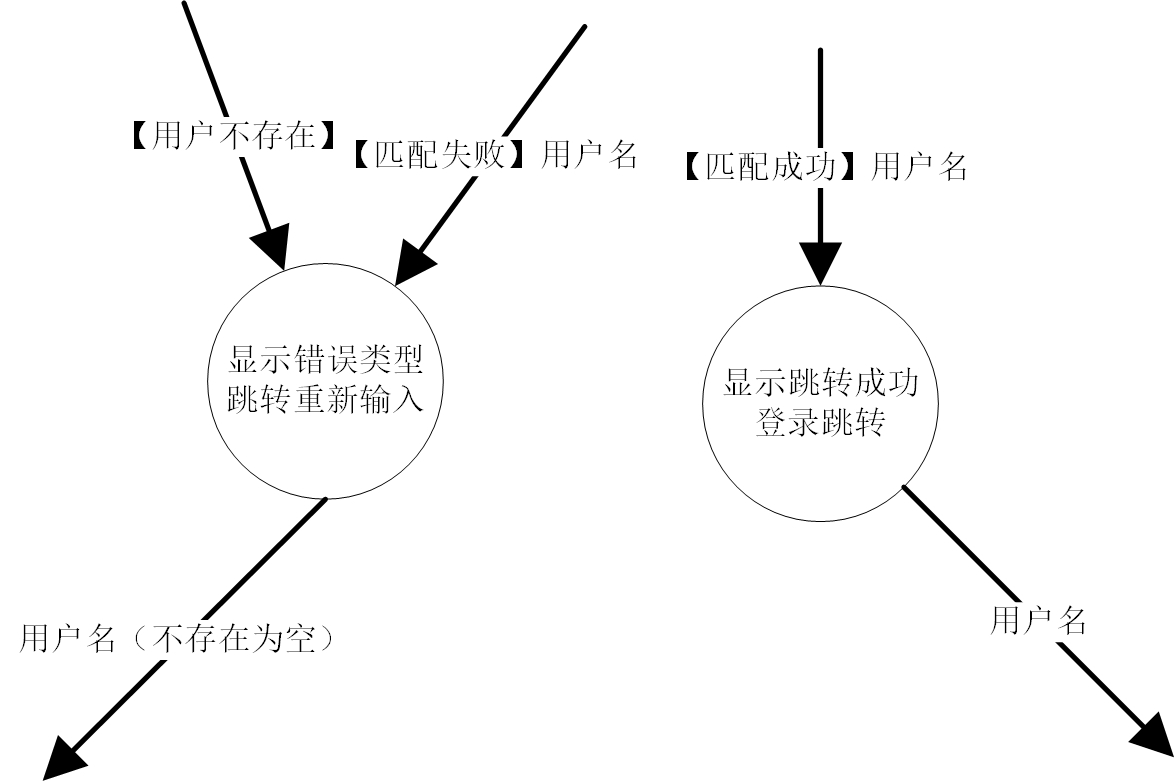 【用户不存在】
【匹配失败】用户名
【匹配成功】用户名
显示错误类型
跳转重新输入
显示跳转成功
登录跳转
用户名（不存在为空）
用户名